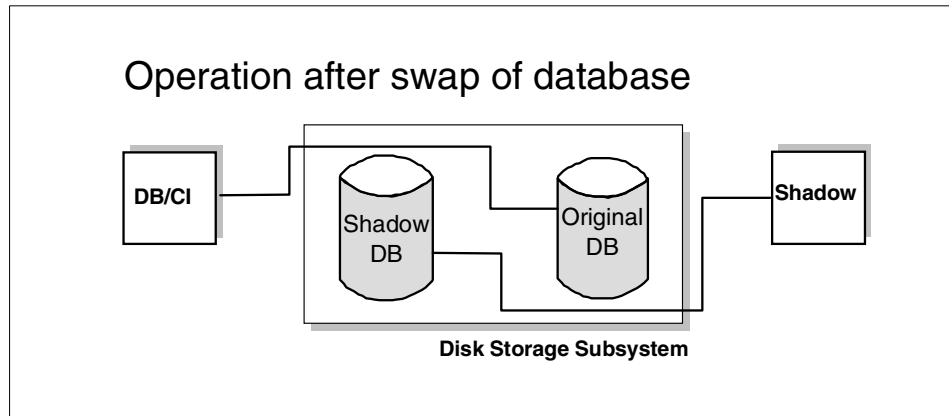 Operation after swap of database
DB/CI
Shadow
DB
Original
DB
Shadow
Disk Storage Subsystem